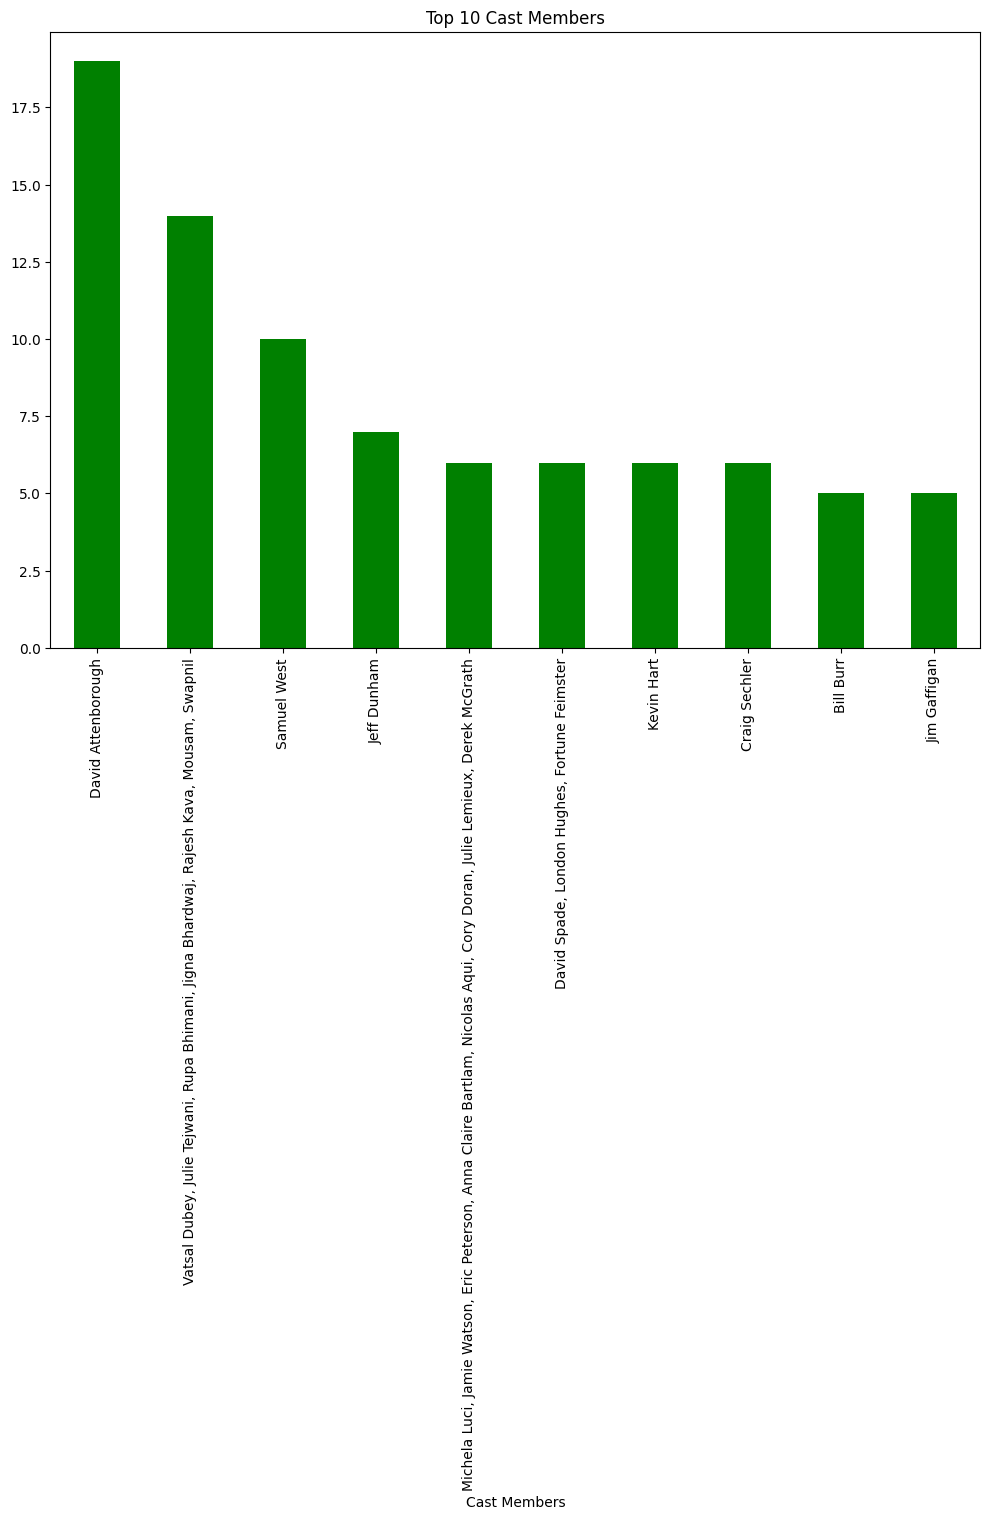 Top 10 Cast Members
17.5
15.0
12.5
10.0
7.5
5.0
2.5
0.0
David Attenborough
Vatsal Dubey, Julie Tejwani, Rupa Bhimani, Jigna Bhardwaj, Rajesh Kava, Mousam, Swapnil
Samuel West
Jeff Dunham
Michela Luci, Jamie Watson, Eric Peterson, Anna Claire Bartlam, Nicolas Aqui, Cory Doran, Julie Lemieux, Derek McGrath
David Spade, London Hughes, Fortune Feimster
Kevin Hart
Craig Sechler
Bill Burr
Jim Gaffigan
Cast Members